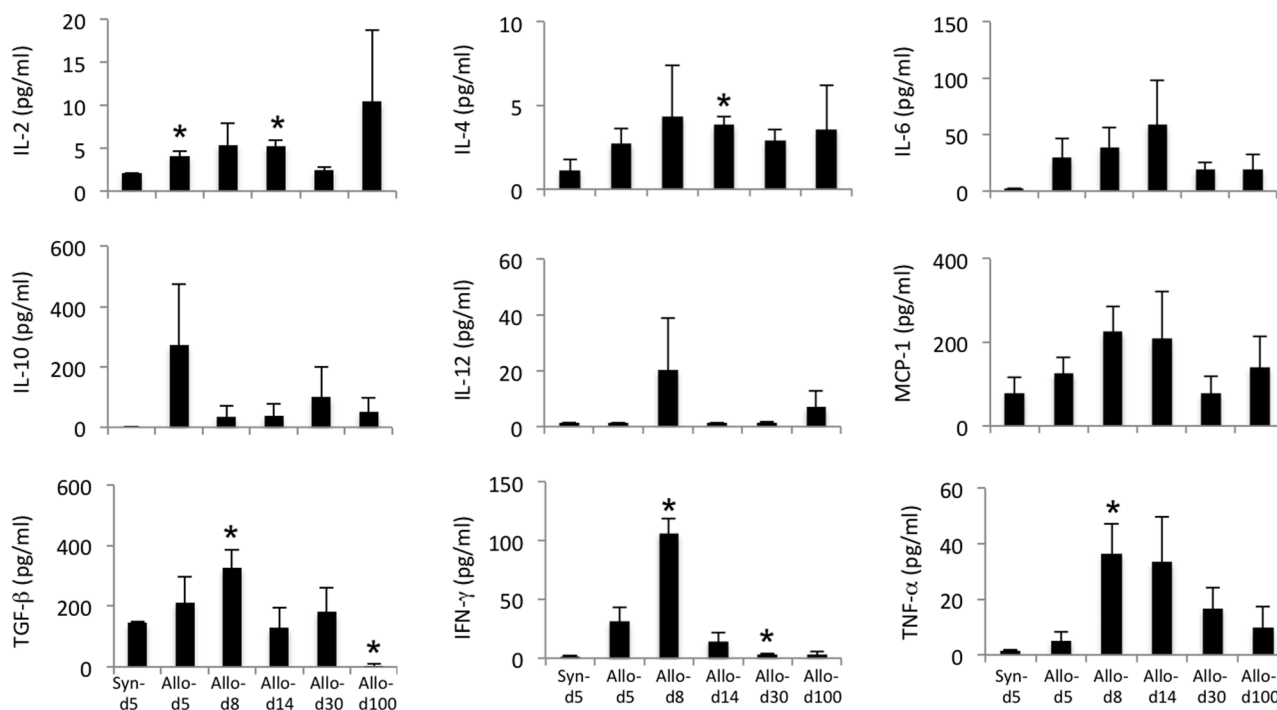 IL-2 (pg/ml)
20
15
10
5
0
*
*
IL-4 (pg/ml)
10
5
0
*
IL-6 (pg/ml)
150
100
50
0
IL-10 (pg/ml)
600
400
200
0
IL-12 (pg/ml)
60
40
20
0
MCP-1 (pg/ml)
400
200
0
TGF-β (pg/ml)
600
400
200
0
*
*
Syn- Allo- Allo- Allo- Allo- Allo-
d5 d5 d8 d14 d30 d100
IFN-γ (pg/ml)
150
100
50
0
*
*
Syn- Allo- Allo- Allo- Allo- Allo-
d5 d5 d8 d14 d30 d100
TNF-α (pg/ml)
60
40
20
0
*
Syn- Allo- Allo- Allo- Allo- Allo-
d5 d5 d8 d14 d30 d100